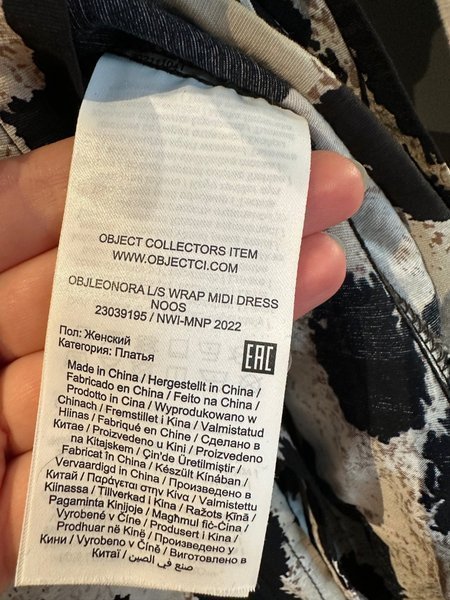 OBJECT COLLECTORS ITEM
WWW.OBJECTCI.COM
OBJLEONORA L/S WRAP MIDI DRESS
NOOS
23039195 / NWI-MNP 2022
Пол: Женский
Категория: Платья
EAC
Made in China / Hergestellt in China /
Fabricado en China / Feito na China /
Prodotto in Cina / Wyprodukowano w
Chinach / Fremstillet i Kina / Valmistatud
Hiinas / Fabriqué en Chine / Сделано в
Китае / Proizvedeno u Kini / Proizvedeno
na Kitajskem / Çin'de Üretilmiştir /
Fabricat în China / Произведено в
Vervaardigd in China / Készült Kínában /
Китай / Παράγεται στην Κίνα / Valmistettu
Kiinassa / Tillverkad i Kina / Ražots Ķīnā /
Pagaminta Kinijoje / Magħmul fiċ-Ċina /
Vyrobené v Číne / Produsert i Kina /
Prodhuar në Kinë / Произведено у
Кини / Vyrobeno v Číně / Виготовлено в
Китаї / صنع في الصين